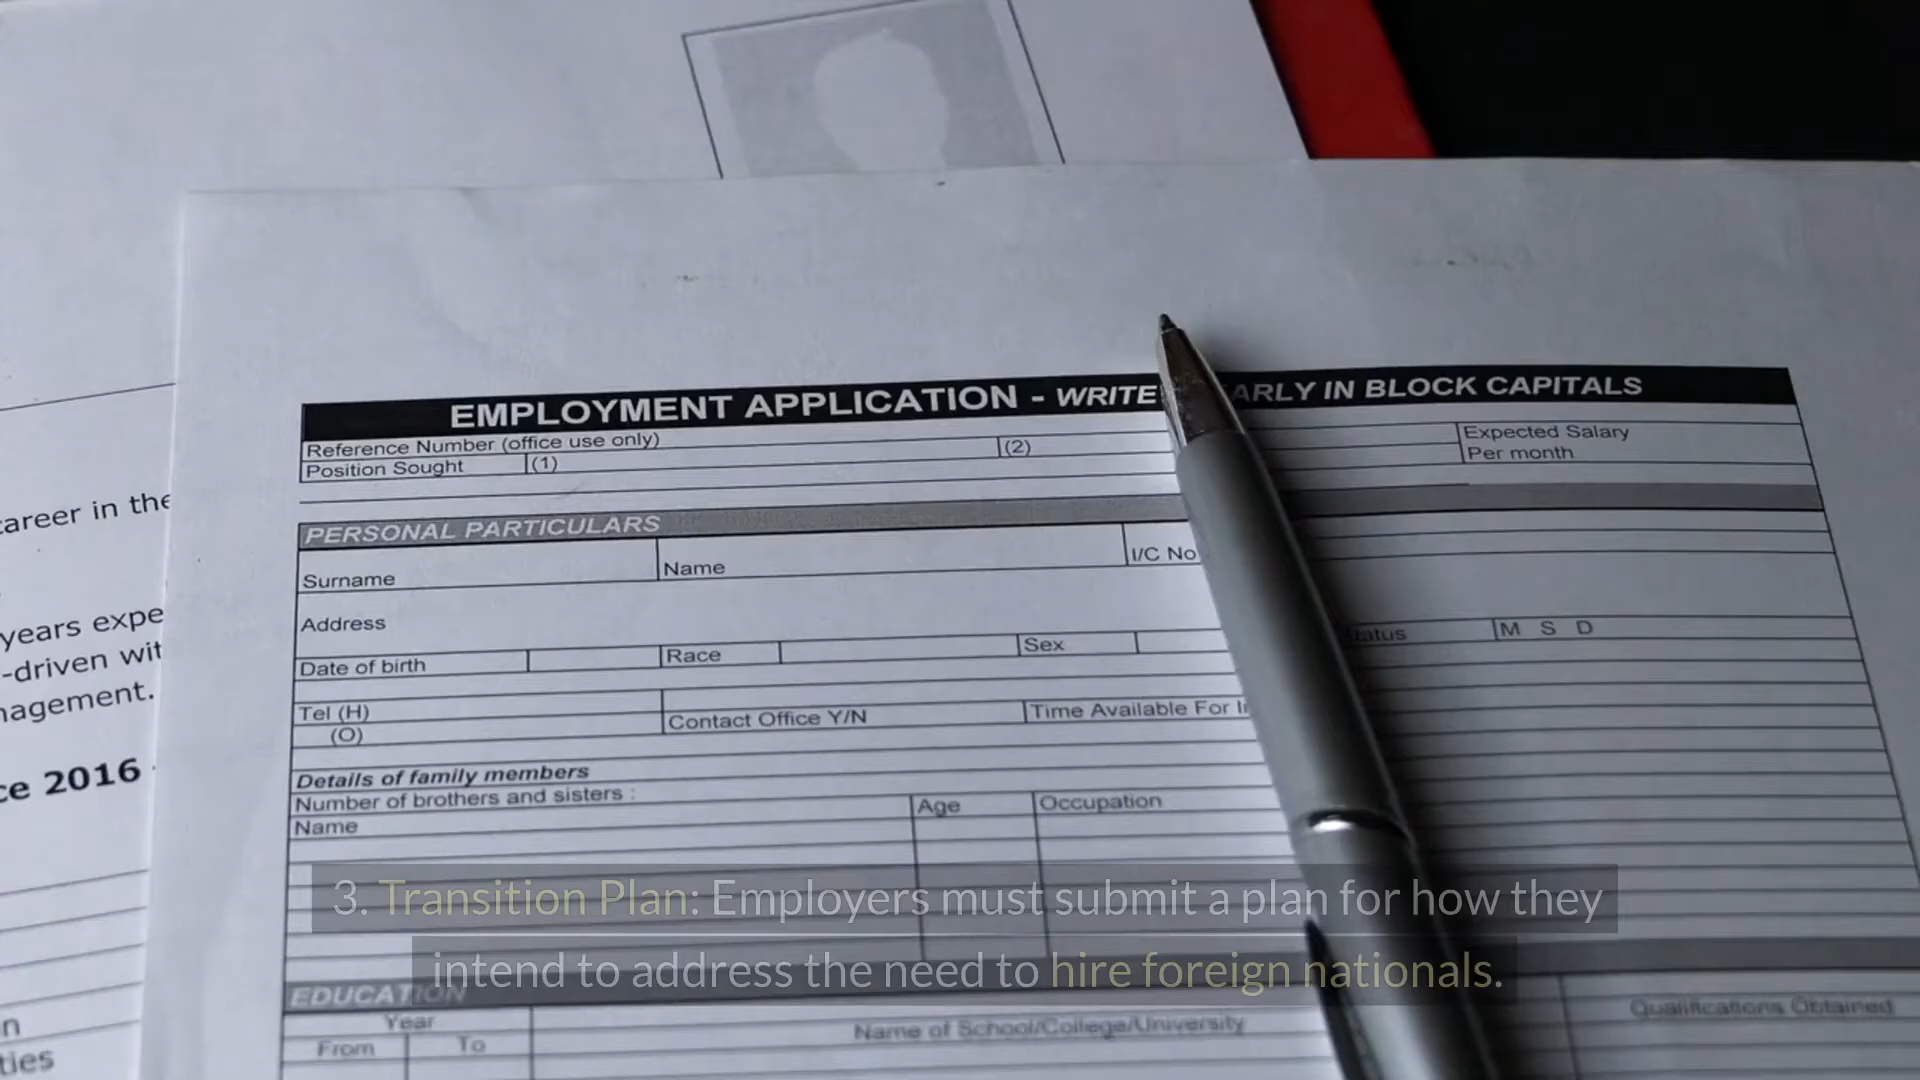 EMPLOYMENT APPLICATION - WRITE ARLY IN BLOCK CAPITALS
Reference Number (office use only)
(2)
Expected Salary
Per month
Position Sought
(1)
PERSONAL PARTICULARS
Surname
Name
I/C No
Address
Date of birth
Race
Sex
M S D
Tel (H)
(O)
Contact Office Y/N
Time Available For
Details of family members
Number of brothers and sisters :
Name
Age
Occupation
3. Transition Plan: Employers must submit a plan for how they
intend to address the need to hire foreign nationals.
EDUCATION
Year
From
To
Name of School/College/University
Qualifications Obtained
career in the
years expe
-driven wit
nagement.
ce 2016
n
ties